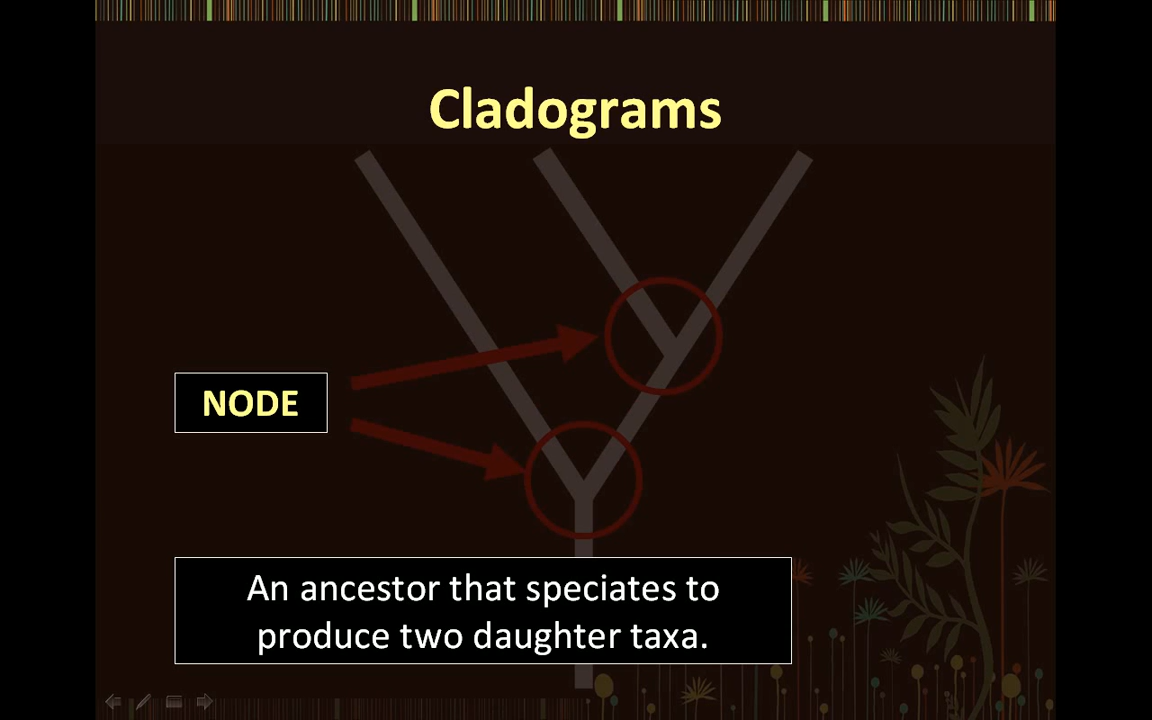 Cladograms
NODE
An ancestor that speciates to
produce two daughter taxa.